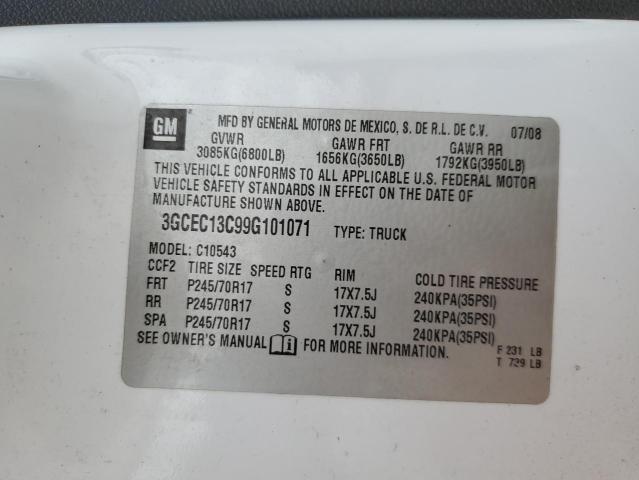 GM
MFD BY GENERAL MOTORS DE MEXICO, S. DE R.L. DE C.V. 07/08
GVWR GAWR FRT GAWR RR
3085KG(6800LB) 1656KG(3650LB) 1792KG(3950LB)
THIS VEHICLE CONFORMS TO ALL APPLICABLE U.S. FEDERAL MOTOR
VEHICLE SAFETY STANDARDS IN EFFECT ON THE DATE OF
MANUFACTURE SHOWN ABOVE.
3GCEC13C99G101071 TYPE: TRUCK
MODEL: C10543
CCF2 TIRE SIZE SPEED RTG RIM COLD TIRE PRESSURE
FRT P245/70R17 S 17X7.5J 240KPA(35PSI)
RR P245/70R17 S 17X7.5J 240KPA(35PSI)
SPA P245/70R17 S 17X7.5J 240KPA(35PSI)
SEE OWNER'S MANUAL FOR MORE INFORMATION.
F 231 LB
T 729 LB